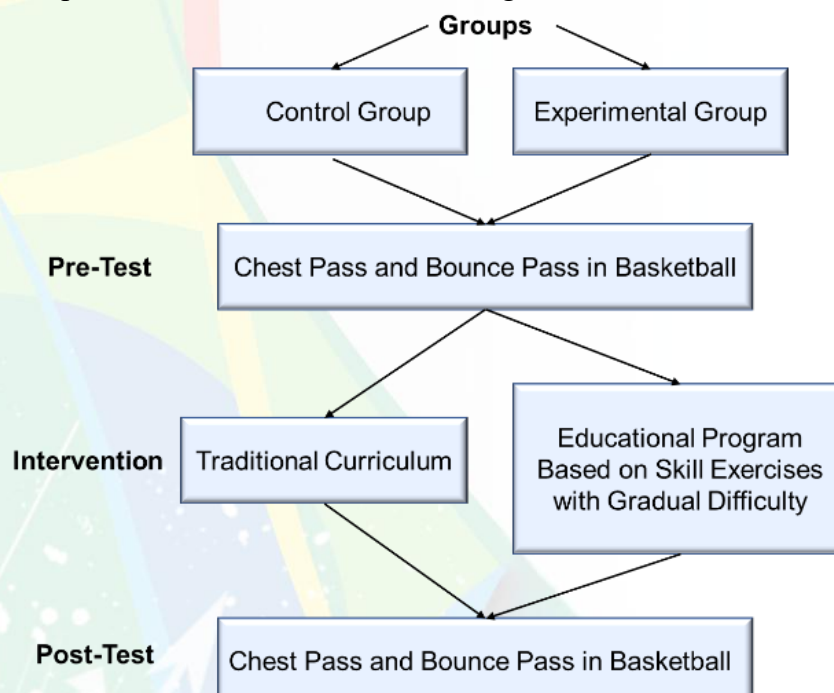 Groups
Control Group
Experimental Group
Pre-Test
Chest Pass and Bounce Pass in Basketball
Intervention
Traditional Curriculum
Educational Program
Based on Skill Exercises
with Gradual Difficulty
Post-Test
Chest Pass and Bounce Pass in Basketball